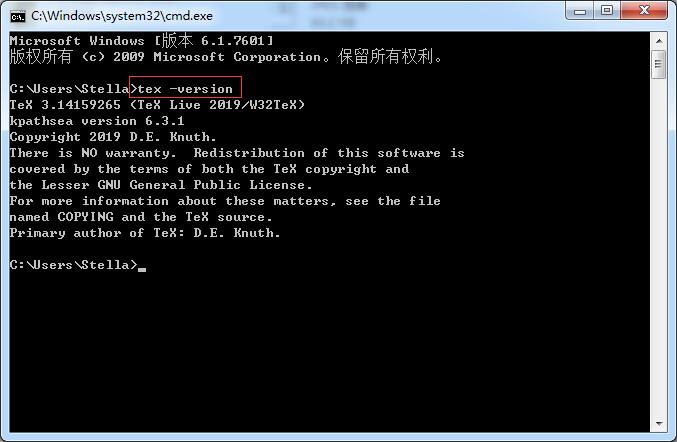 C:\Windows\system32\cmd.exe
Microsoft Windows [版本 6.1.7601]
版权所有 (c) 2009 Microsoft Corporation。保留所有权利。
C:\Users\Stella>tex -version
TeX 3.14159265 (TeX Live 2019/W32TeX)
kpathsea version 6.3.1
Copyright 2019 D.E. Knuth.
There is NO warranty.  Redistribution of this software is
covered by the terms of both the TeX copyright and
the Lesser GNU General Public License.
For more information about these matters, see the file
named COPYING and the TeX source.
Primary author of TeX: D.E. Knuth.
C:\Users\Stella>